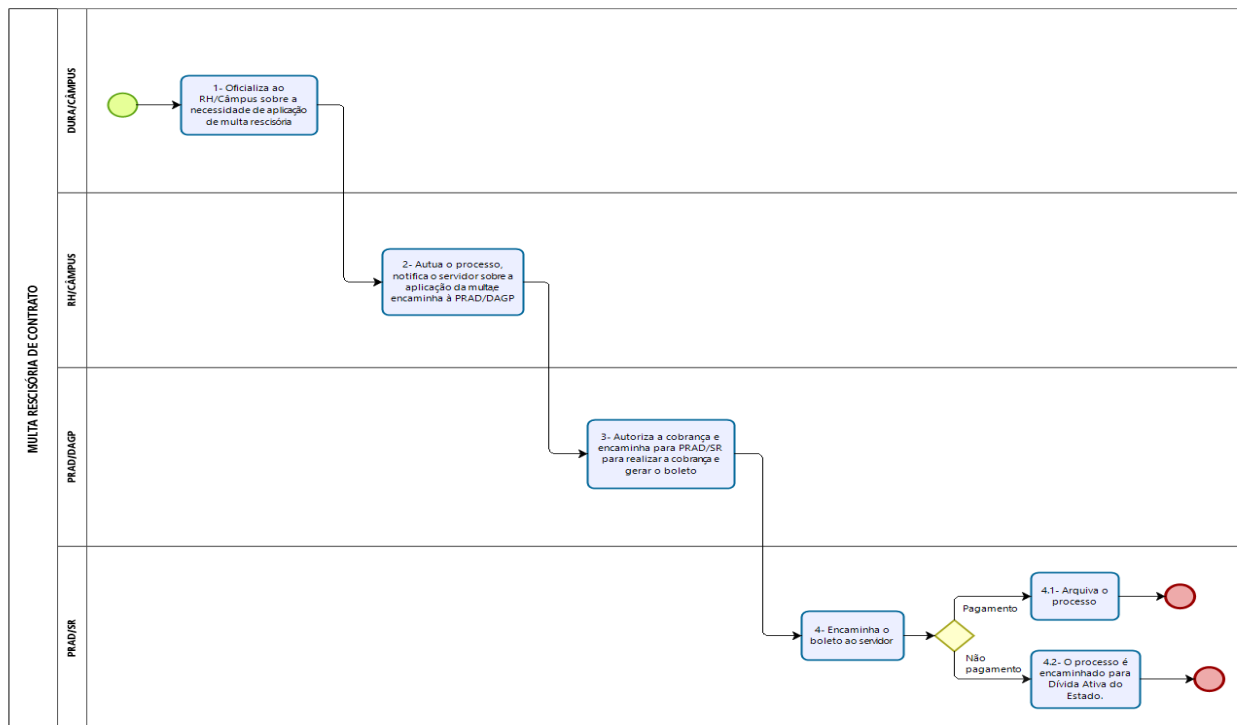 MULTA RESCISÓRIA DE CONTRATO
DURA/CÂMPUS
1- Oficializa ao
RH/Câmpus sobre a
necessidade de aplicação
de multa rescisória
RH/CÂMPUS
2- Autua o processo,
notifica o servidor sobre a
aplicação da multa,e
encaminha à PRAD/DAGP
PRAD/DAGP
3- Autoriza a cobrança e
encaminha para PRAD/SR
para realizar a cobrança e
gerar o boleto
PRAD/SR
4- Encaminha o
boleto ao servidor
Pagamento
4.1- Arquiva o
processo
Não
pagamento
4.2- O processo é
encaminhado para
Dívida Ativa do
Estado.